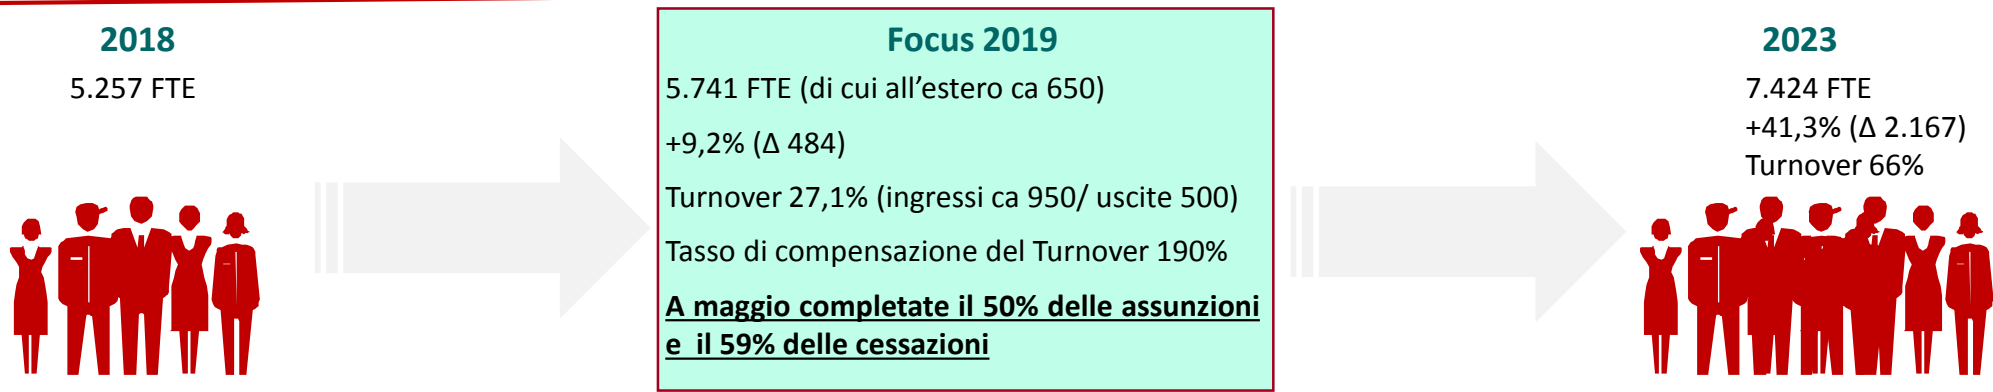 2018
5.257 FTE
Focus 2019
5.741 FTE (di cui all'estero ca 650)
+9,2% (Δ 484)
Turnover 27,1% (ingressi ca 950/ uscite 500)
Tasso di compensazione del Turnover 190%
A maggio completate il 50% delle assunzioni
e il 59% delle cessazioni
2023
7.424 FTE
+41,3% (Δ 2.167)
Turnover 66%